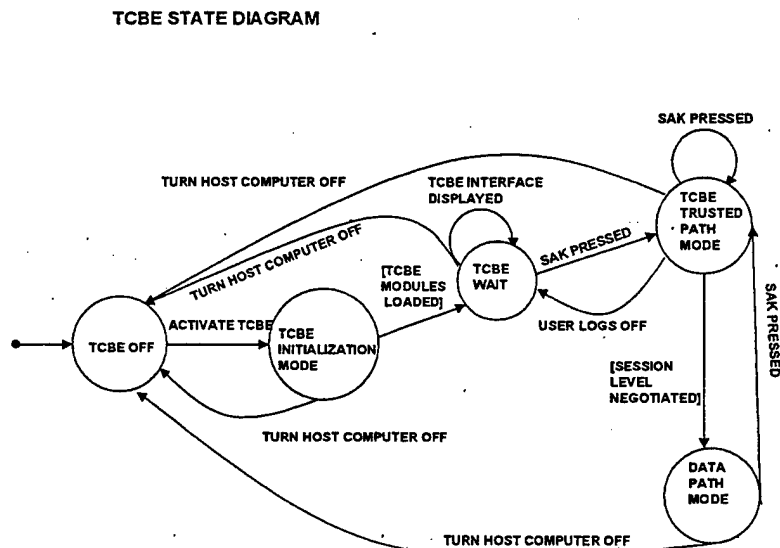 TCBE STATE DIAGRAM
SAK PRESSED
TURN HOST COMPUTER OFF
TCBE INTERFACE
DISPLAYED
TCBE
TRUSTED
PATH
MODE
TURN HOST COMPUTER OFF
[TCBE
MODULES
LOADED]
TCBE
WAIT
SAK PRESSED
TCBE OFF
ACTIVATE TCBE
TCBE
INITIALIZATION
MODE
USER LOGS OFF
SAK PRESSED
[SESSION
LEVEL
NEGOTIATED]
TURN HOST COMPUTER OFF
DATA
PATH
MODE
TURN HOST COMPUTER OFF